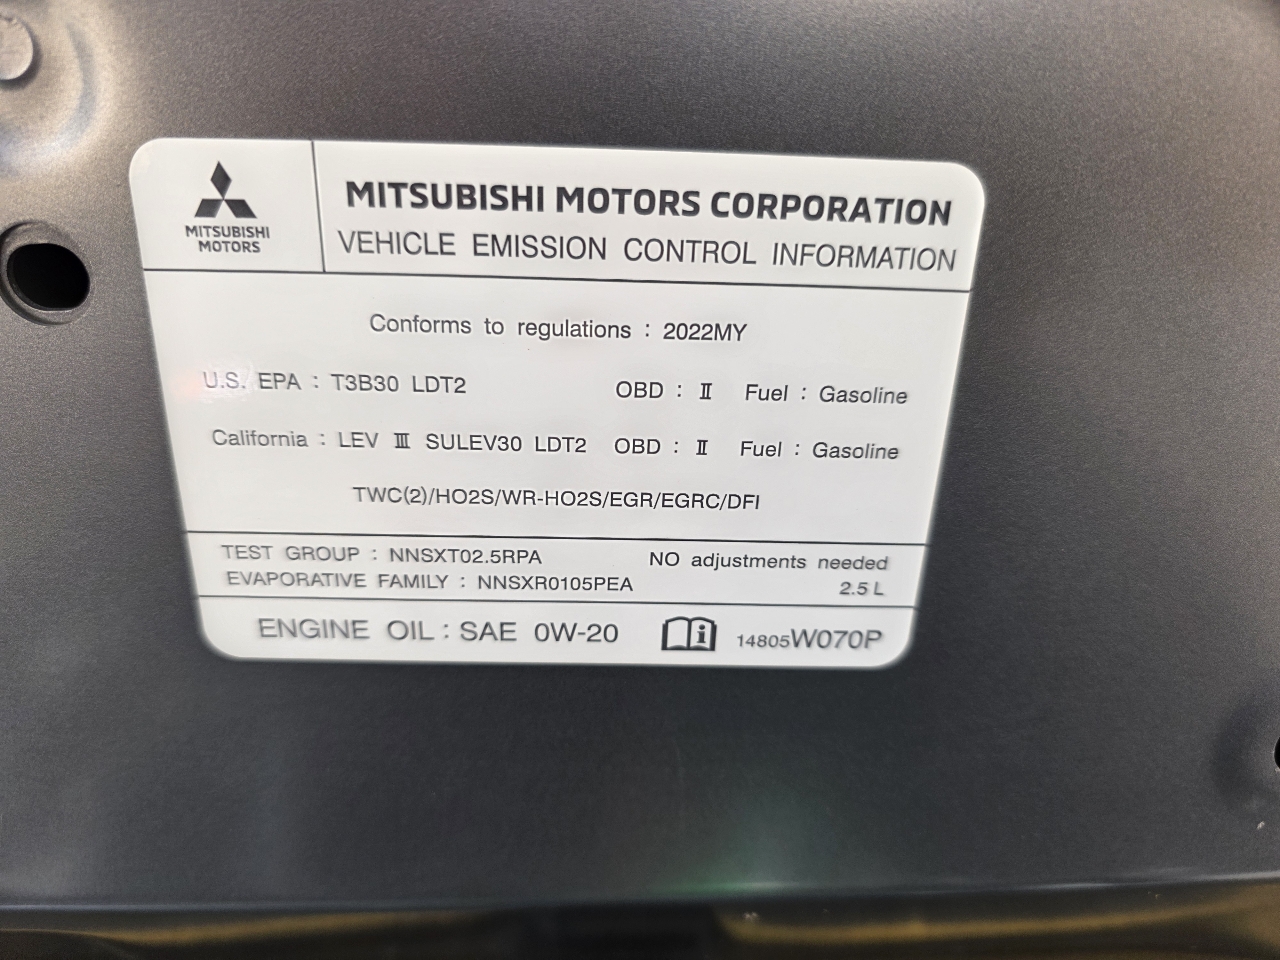 MITSUBISHI
MOTORS
MITSUBISHI MOTORS CORPORATION
VEHICLE EMISSION CONTROL INFORMATION
Conforms to regulations : 2022MY
U.S. EPA : T3B30 LDT2 OBD : Ⅱ Fuel : Gasoline
California : LEV Ⅲ SULEV30 LDT2 OBD : Ⅱ Fuel : Gasoline
TWC(2)/HO2S/WR-HO2S/EGR/EGRC/DFI
TEST GROUP : NNSXT02.5RPA NO adjustments needed
EVAPORATIVE FAMILY : NNSXR0105PEA 2.5 L
ENGINE OIL : SAE 0W-20 14805W070P